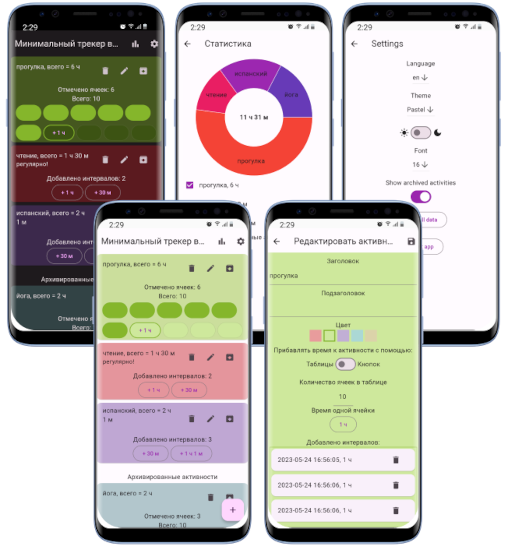 2:29
Минимальный трекер в...
прогулка, всего = 6 ч
Отмечено ячеек: 6
Всего: 10
+ 1 ч
чтение, всего = 1 ч 30 м
регулярно!
Добавлено интервалов: 2
+ 1 ч
+ 30 м
испанский, всего = 2 ч
1 м
+ 30 м
Архивированные
йога, всего = 2 ч
2:29
Статистика
испанский
йога
чтение
11 ч 31 м
прогулка
прогулка, 6 ч
2:29
Settings
Language
en
Theme
Pastel
Font
16
Show archived activities
data
app
2:29
Минимальный трекер в...
прогулка, всего = 6 ч
Отмечено ячеек: 6
Всего: 10
+ 1 ч
чтение, всего = 1 ч 30 м
регулярно!
Добавлено интервалов: 2
+ 1 ч
+ 30 м
испанский, всего = 2 ч
1 м
Добавлено интервалов: 3
+ 30 м
+ 1 ч 1 м
Архивированные активности
йога, всего = 2 ч
Отмечено ячеек: 3
Всего: 10
+
2:29
Редактировать активн...
Заголовок
прогулка
Подзаголовок
Цвет
Прибавлять время к активности с помощью:
Таблицы
Кнопок
Количество ячеек в таблице
10
Время одной ячейки
1 ч
Добавлено интервалов:
2023-05-24 16:56:05, 1 ч
2023-05-24 16:56:06, 1 ч
2023-05-24 16:56:06, 1 ч